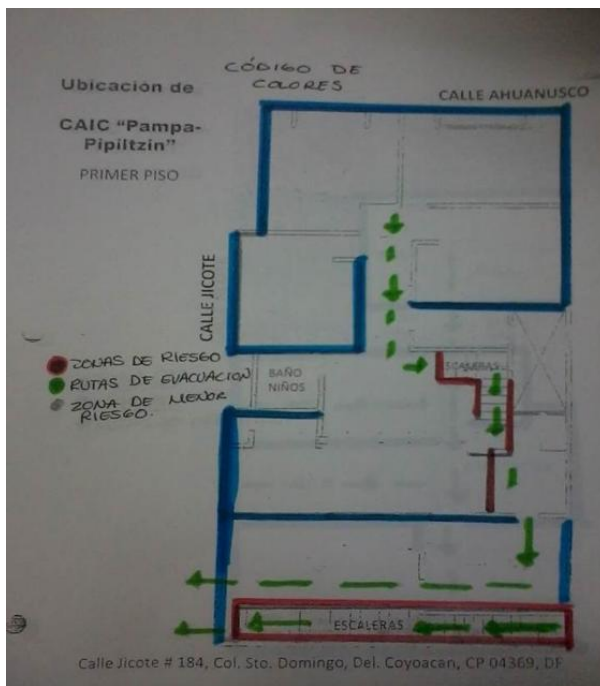 CÓDIGO DE
COLORES
Ubicación de
CAIC "Pampa-
Pipiltzin"
PRIMER PISO
CALLE AHUANUSCO
CALLE JICOTE
ZONAS DE RIESGO
RUTAS DE EVACUACION
ZONA DE MENOR
RIESGO.
BAÑO
NIÑOS
ESCALERAS
ESCALERAS
Calle Jicote # 184, Col. Sto. Domingo, Del. Coyoacan, CP 04369, DF